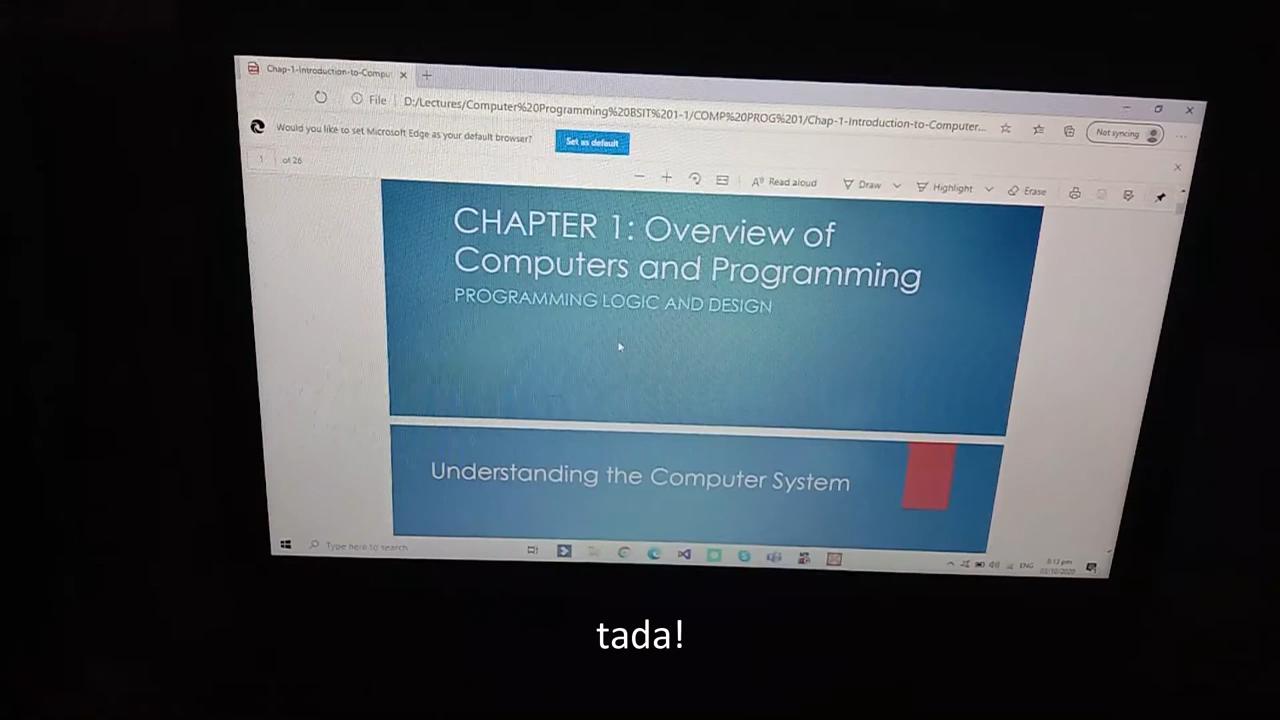 Chap-1-Introduction-to-Compu
File D:/Lectures/Computer%20Programming%20BSIT%201-1/COMP%20PROG%201/Chap-1-Introduction-to-Computer...
Not syncing
Would you like to set Microsoft Edge as your default browser? Set as default
1 of 26
Read aloud Draw Highlight Erase
CHAPTER 1: Overview of
Computers and Programming
PROGRAMMING LOGIC AND DESIGN
Understanding the Computer System
Type here to search
ENG
tada!